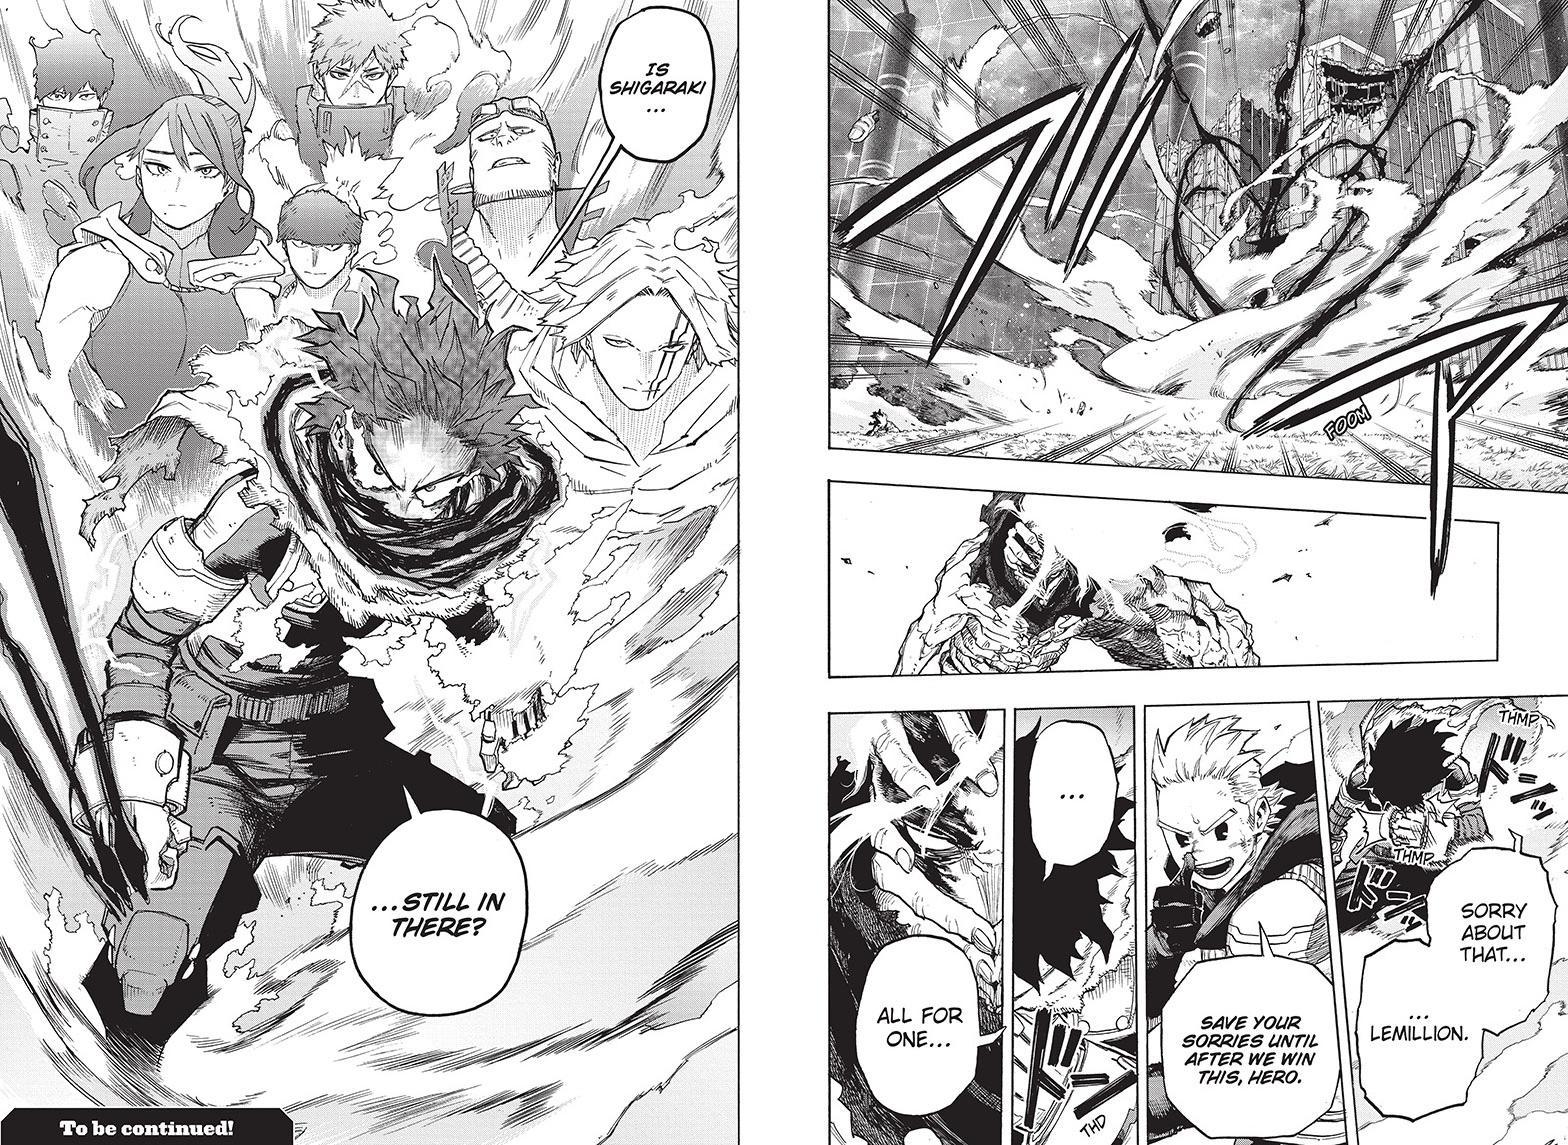 FOOM
THMP
THMP
SORRY
ABOUT
THAT...
...
LEMILLION.
SAVE YOUR
SORRIES UNTIL
AFTER WE WIN
THIS, HERO.
...
THD
ALL FOR
ONE...
IS
SHIGARAKI
...
...STILL IN
THERE?
To be continued!